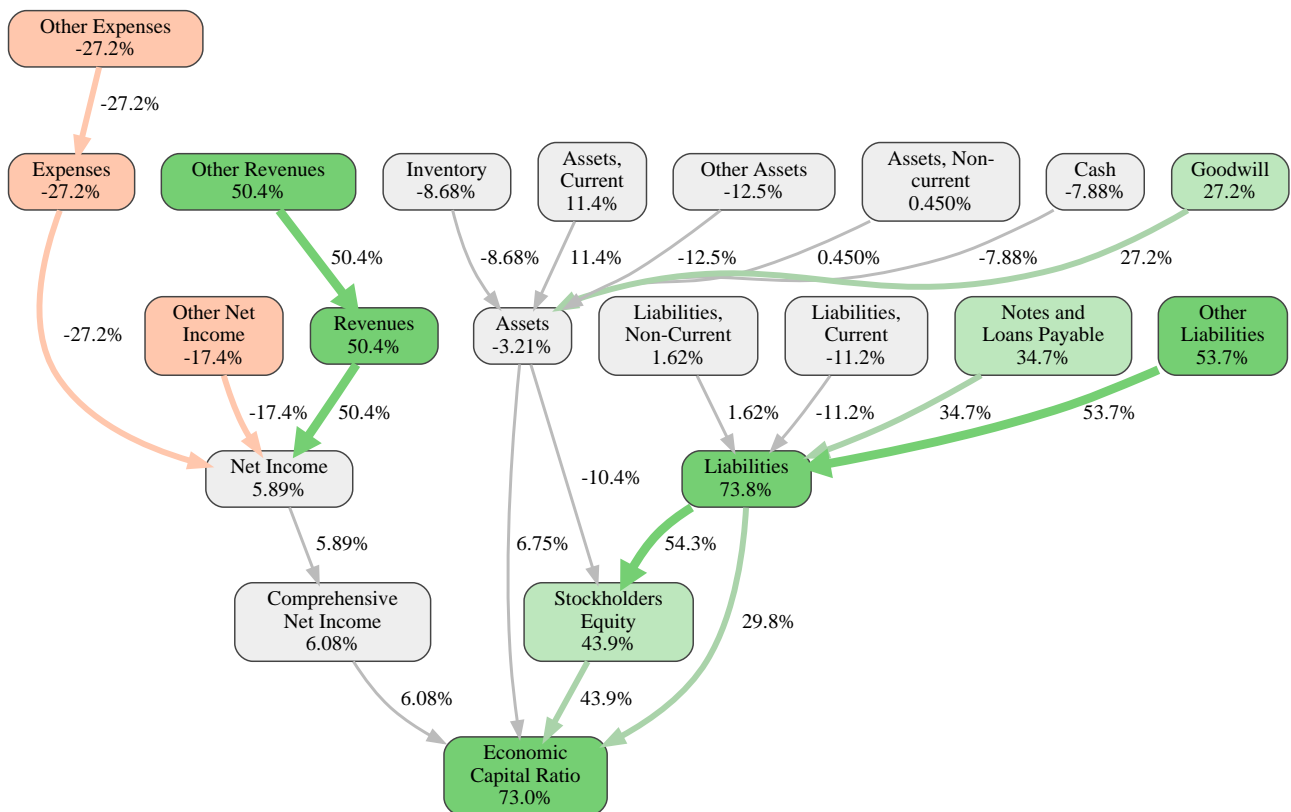 Other Expenses
-27.2%
-27.2%
Expenses
-27.2%
Other Revenues
50.4%
Inventory
-8.68%
Assets,
Current
11.4%
Other Assets
-12.5%
Assets, Non-
current
0.450%
Cash
-7.88%
Goodwill
27.2%
50.4%
-8.68%
11.4%
-12.5%
0.450%
-7.88%
27.2%
-27.2%
Other Net
Income
-17.4%
Revenues
50.4%
Assets
-3.21%
Liabilities,
Non-Current
1.62%
Liabilities,
Current
-11.2%
Notes and
Loans Payable
34.7%
Other
Liabilities
53.7%
-17.4%
50.4%
1.62%
-11.2%
34.7%
53.7%
Net Income
5.89%
-10.4%
Liabilities
73.8%
5.89%
6.75%
54.3%
Comprehensive
Net Income
6.08%
Stockholders
Equity
43.9%
29.8%
6.08%
43.9%
Economic
Capital Ratio
73.0%